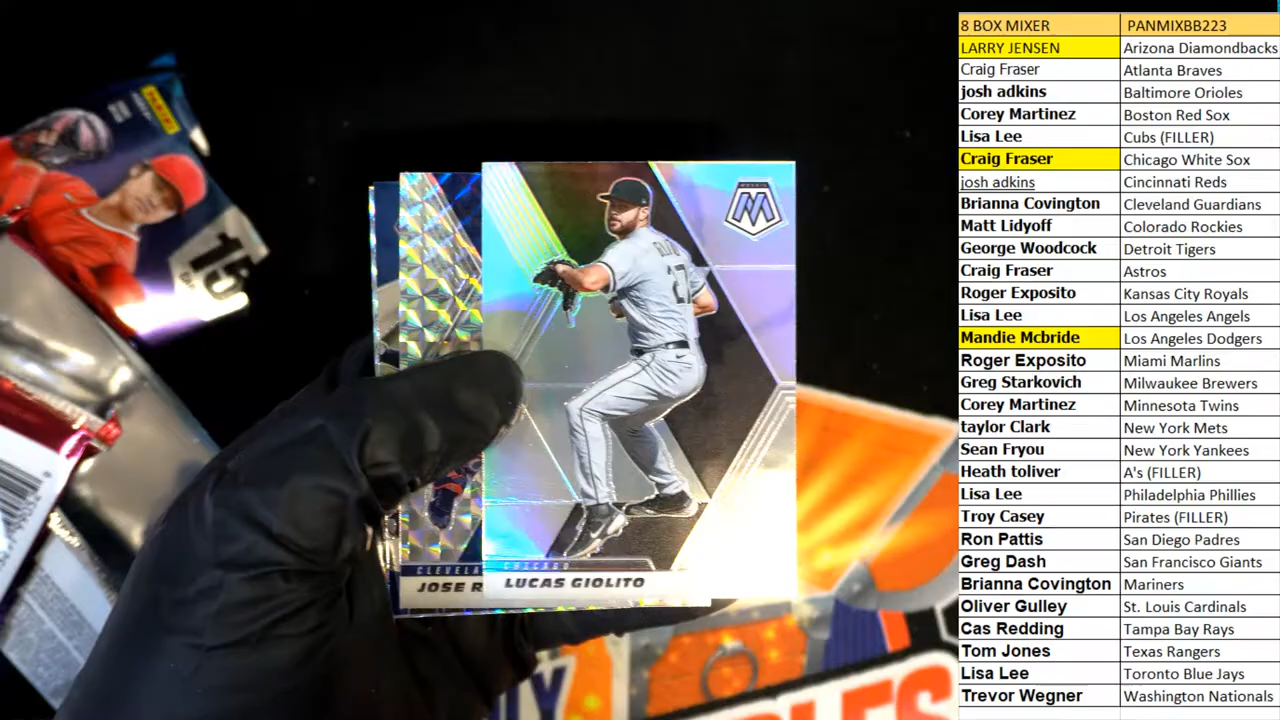 8 BOX MIXER PANMIXBB223
LARRY JENSEN Arizona Diamondbacks
Craig Fraser Atlanta Braves
josh adkins Baltimore Orioles
Corey Martinez Boston Red Sox
Lisa Lee Cubs (FILLER)
Craig Fraser Chicago White Sox
josh adkins Cincinnati Reds
Brianna Covington Cleveland Guardians
Matt Lidyoff Colorado Rockies
George Woodcock Detroit Tigers
Craig Fraser Astros
Roger Exposito Kansas City Royals
Lisa Lee Los Angeles Angels
Mandie Mcbride Los Angeles Dodgers
Roger Exposito Miami Marlins
Greg Starkovich Milwaukee Brewers
Corey Martinez Minnesota Twins
taylor Clark New York Mets
Sean Fryou New York Yankees
Heath toliver A's (FILLER)
Lisa Lee Philadelphia Phillies
Troy Casey Pirates (FILLER)
Ron Pattis San Diego Padres
Greg Dash San Francisco Giants
Brianna Covington Mariners
Oliver Gulley St. Louis Cardinals
Cas Redding Tampa Bay Rays
Tom Jones Texas Rangers
Lisa Lee Toronto Blue Jays
Trevor Wegner Washington Nationals
PANINI
15
M
27
CLEVELA
JOSE R
CHICAGO
LUCAS GIOLITO